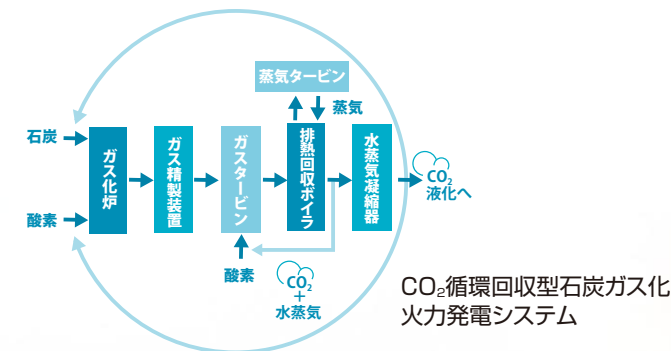 蒸気タービン
蒸気
石炭
酸素
ガス化炉
ガス精製装置
ガスタービン
排熱回収ボイラ
水蒸気凝縮器
CO₂
液化へ
酸素
CO₂
+
水蒸気
CO₂循環回収型石炭ガス化
火力発電システム